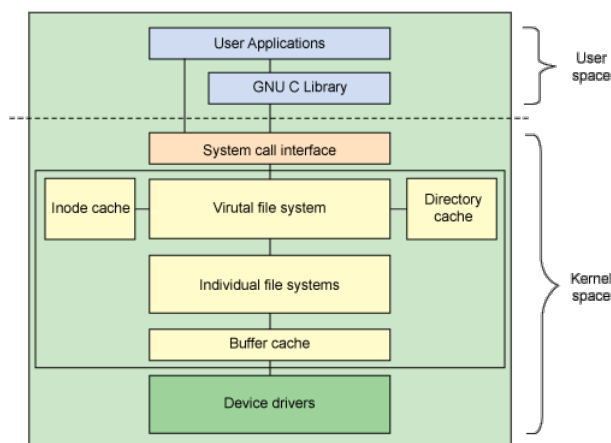 User Applications
User
space
GNU C Library
System call interface
Inode cache
Virutal file system
Directory
cache
Individual file systems
Kernel
space
Buffer cache
Device drivers